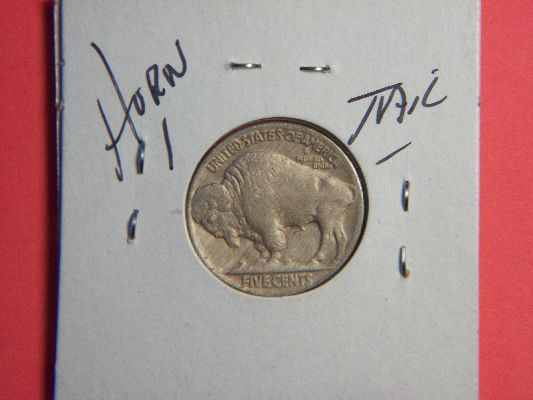 HORN
TAIL
UNITED STATES OF AMERICA
E PLURIBUS UNUM
FIVE CENTS